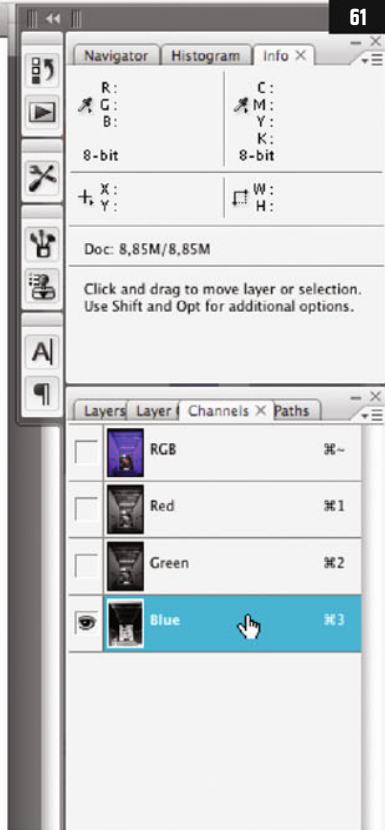 61
Navigator Histogram Info ×
R: C:
G: M:
B: Y:
K:
8-bit 8-bit
X: W:
Y: H:
Doc: 8,85M/8,85M
Click and drag to move layer or selection.
Use Shift and Opt for additional options.
A
¶
Layers Layer Channels × Paths
RGB ⌘~
Red ⌘1
Green ⌘2
Blue ⌘3